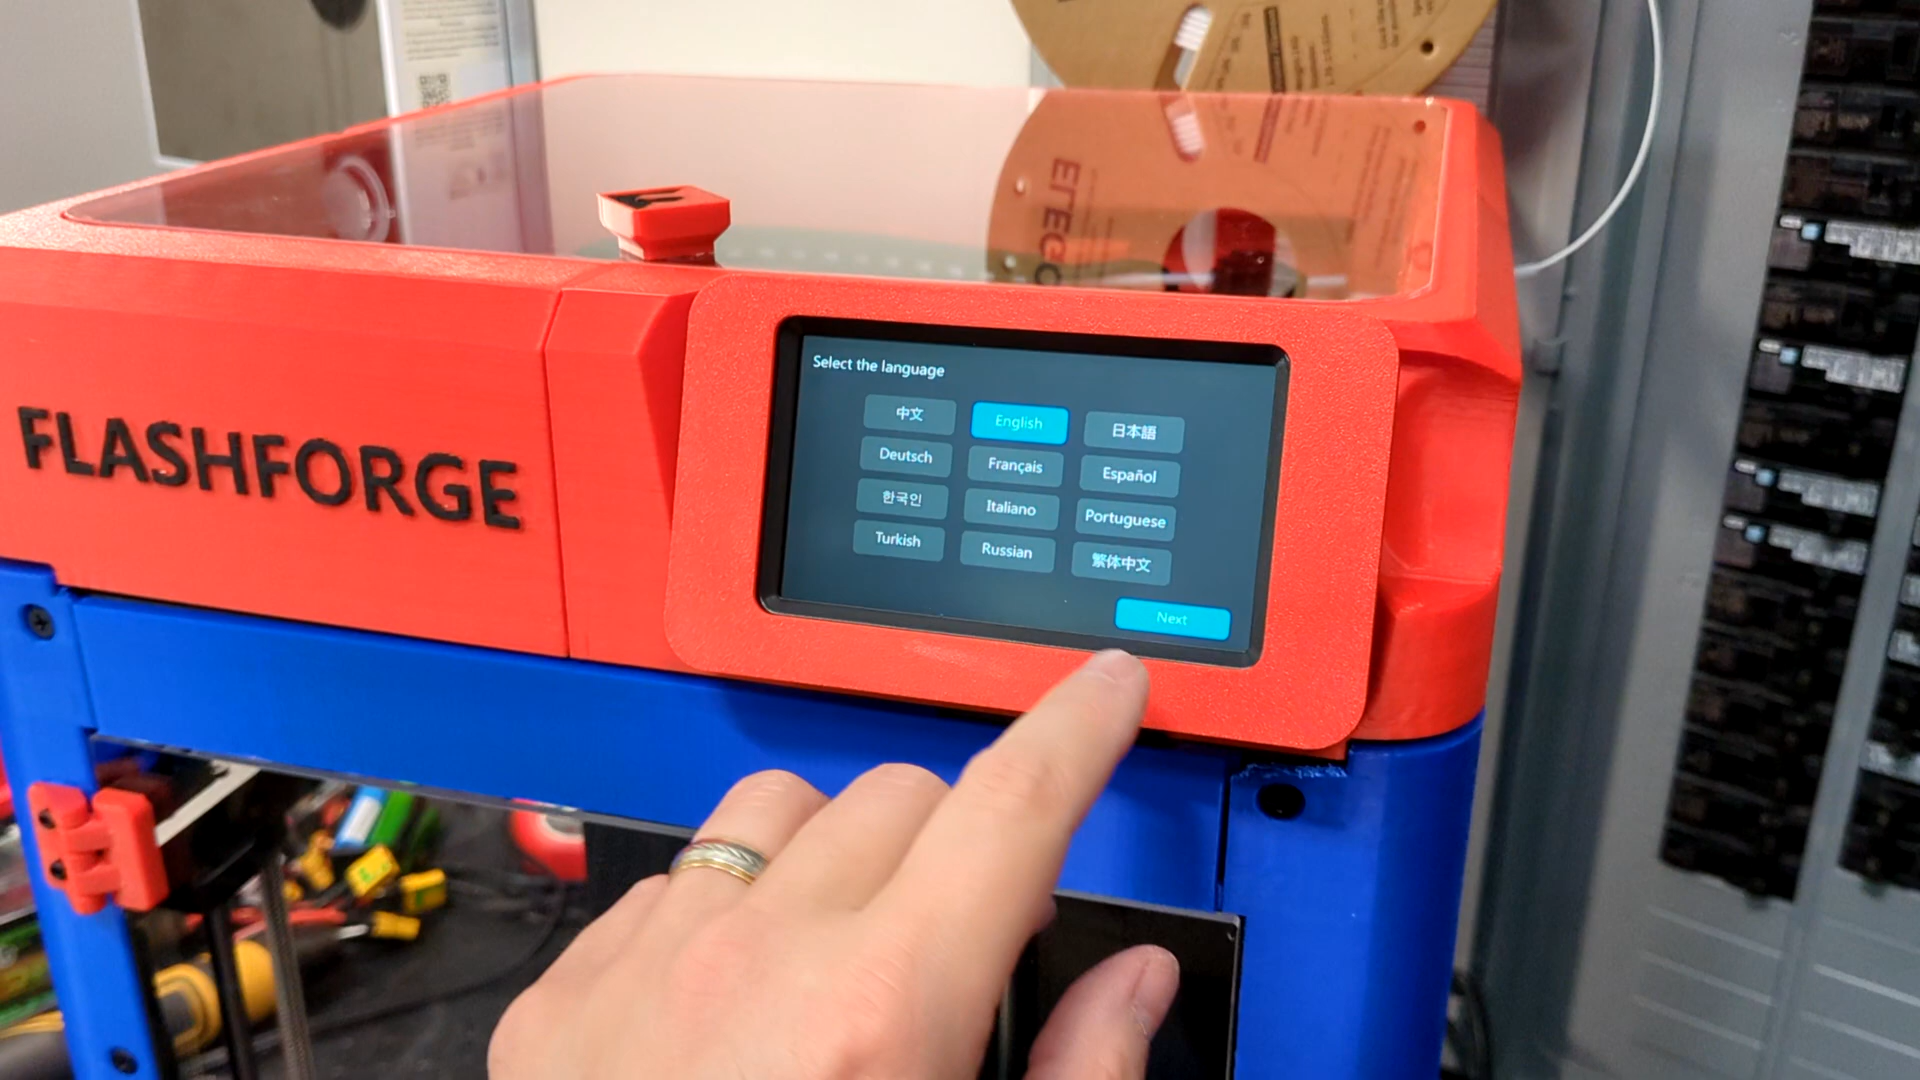 FLASHFORGE
ELEGO
Select the language
中文
English
日本語
Deutsch
Français
Español
한국인
Italiano
Portuguese
Turkish
Russian
繁体中文
Next